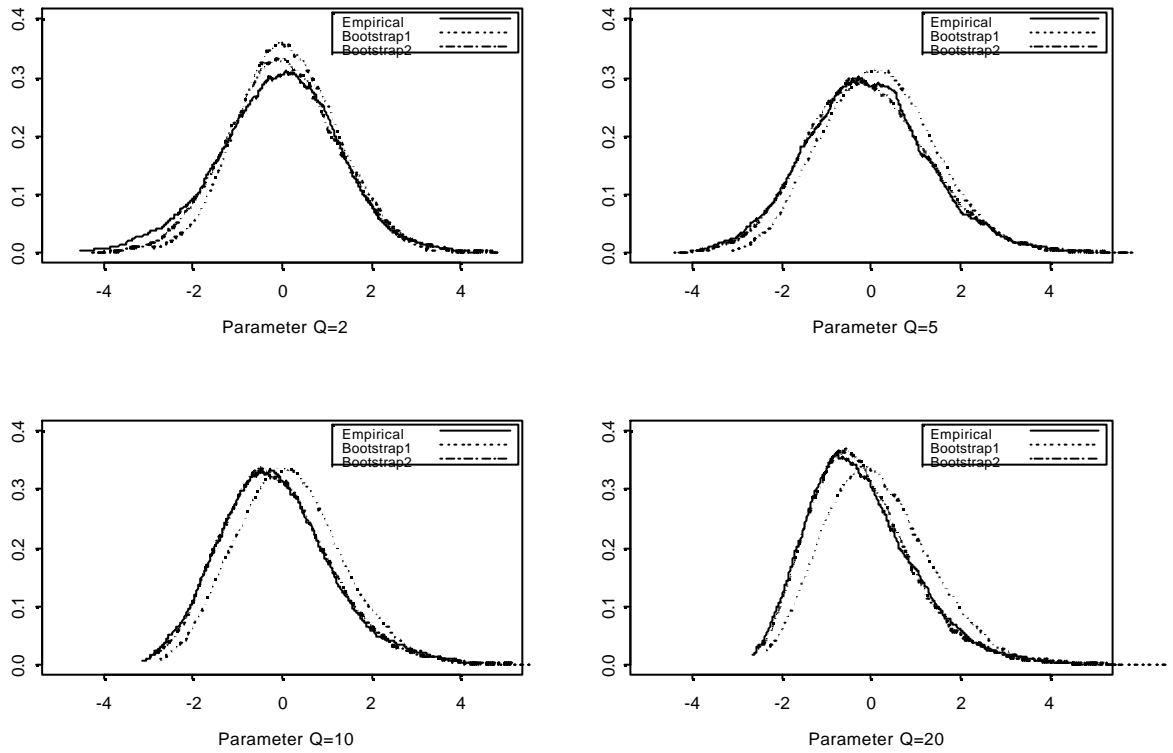 0.4
0.3
0.2
0.1
0.0
Empirical
Bootstrap1
Bootstrap2
-4 -2 0 2 4
Parameter Q=2
0.4
0.3
0.2
0.1
0.0
Empirical
Bootstrap1
Bootstrap2
-4 -2 0 2 4
Parameter Q=5
0.4
0.3
0.2
0.1
0.0
Empirical
Bootstrap1
Bootstrap2
-4 -2 0 2 4
Parameter Q=10
0.4
0.3
0.2
0.1
0.0
Empirical
Bootstrap1
Bootstrap2
-4 -2 0 2 4
Parameter Q=20